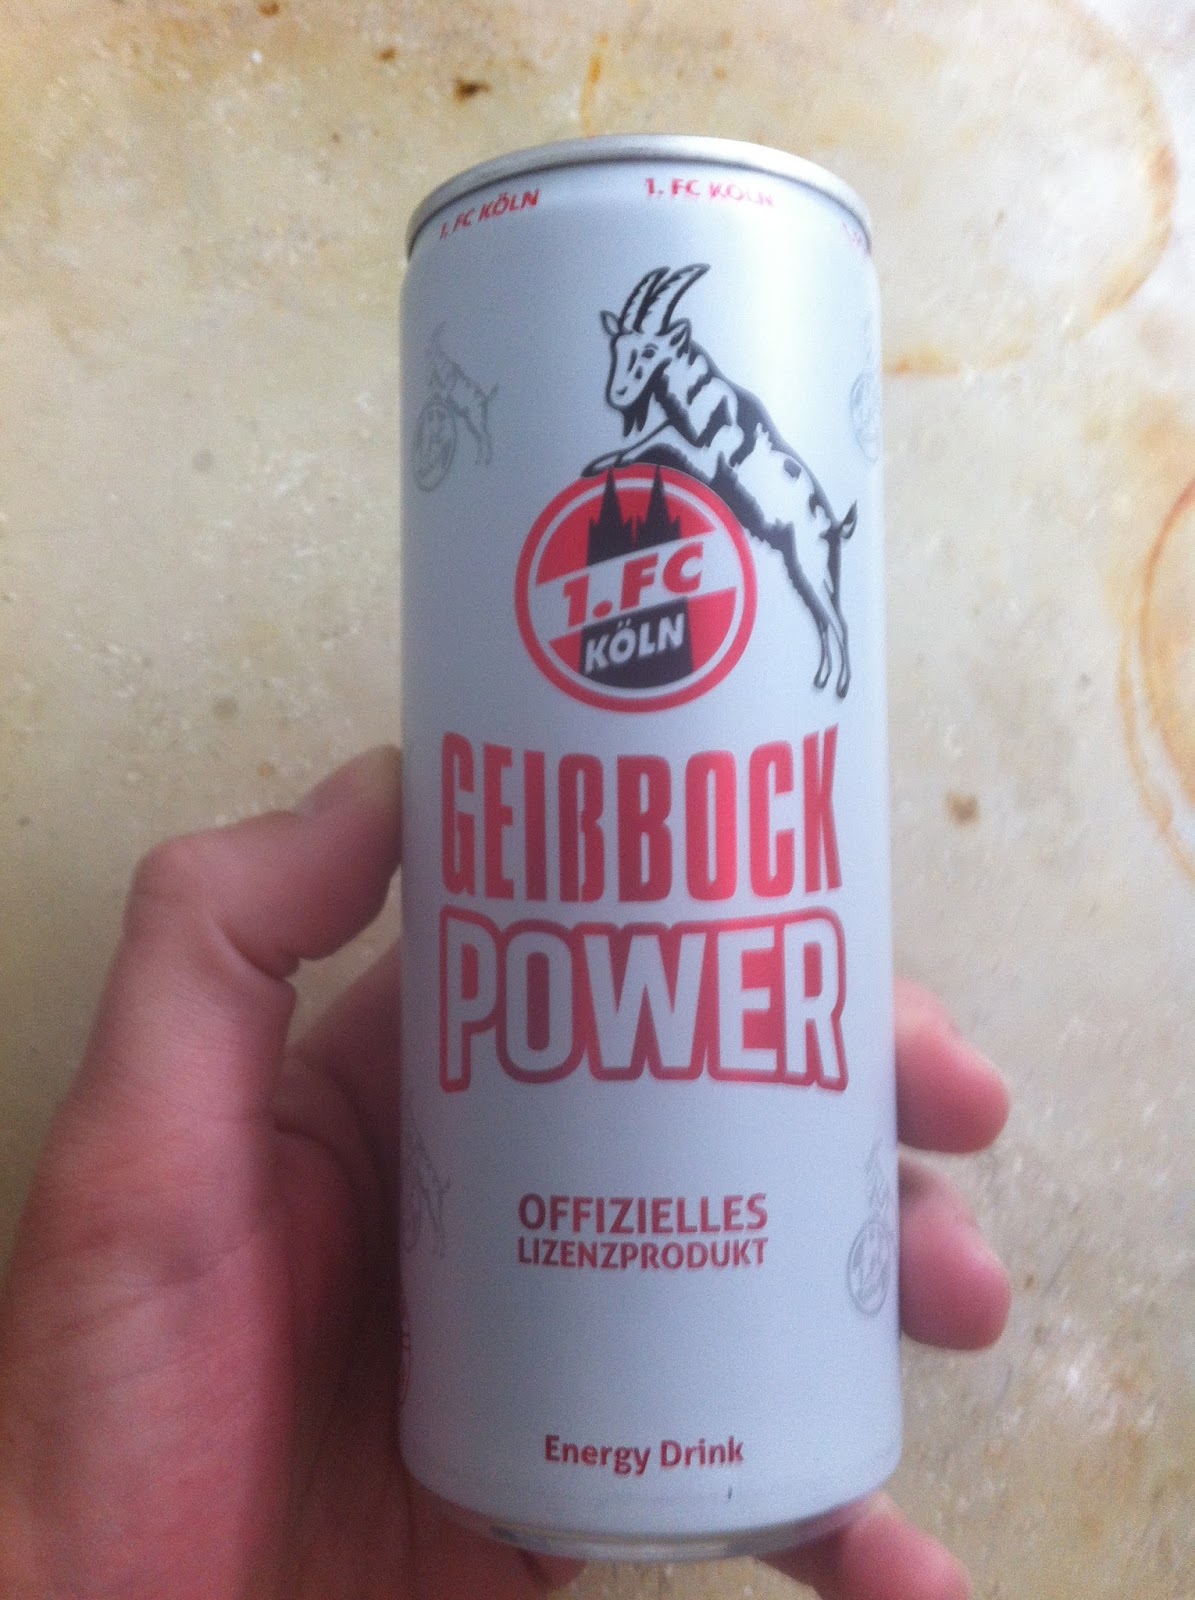 1. FC KÖLN 1. FC KÖLN
1. FC
KÖLN
GEIßBOCK
POWER
OFFIZIELLES
LIZENZPRODUKT
Energy Drink